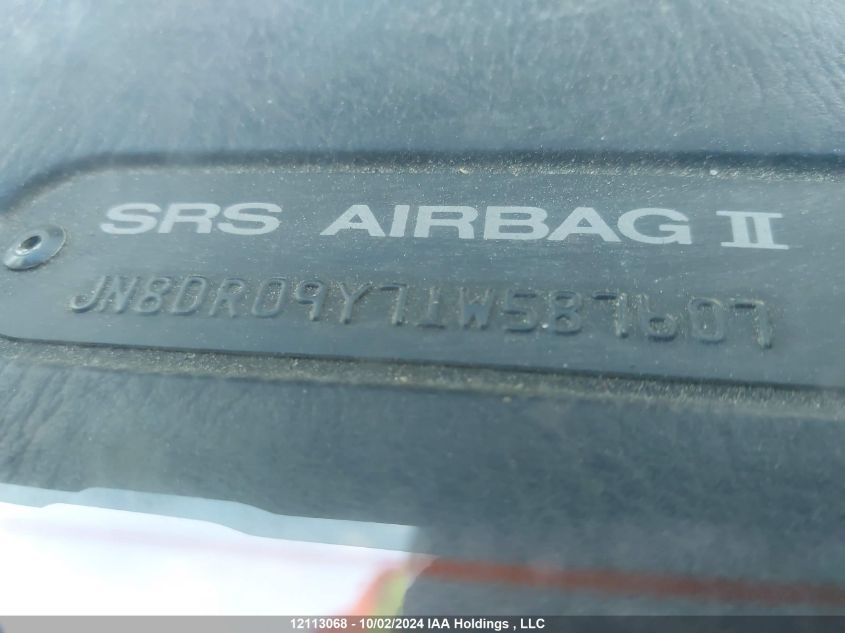 SRS AIRBAG II
JN8DR09Y71W587607
12113068 - 10/02/2024 IAA Holdings , LLC